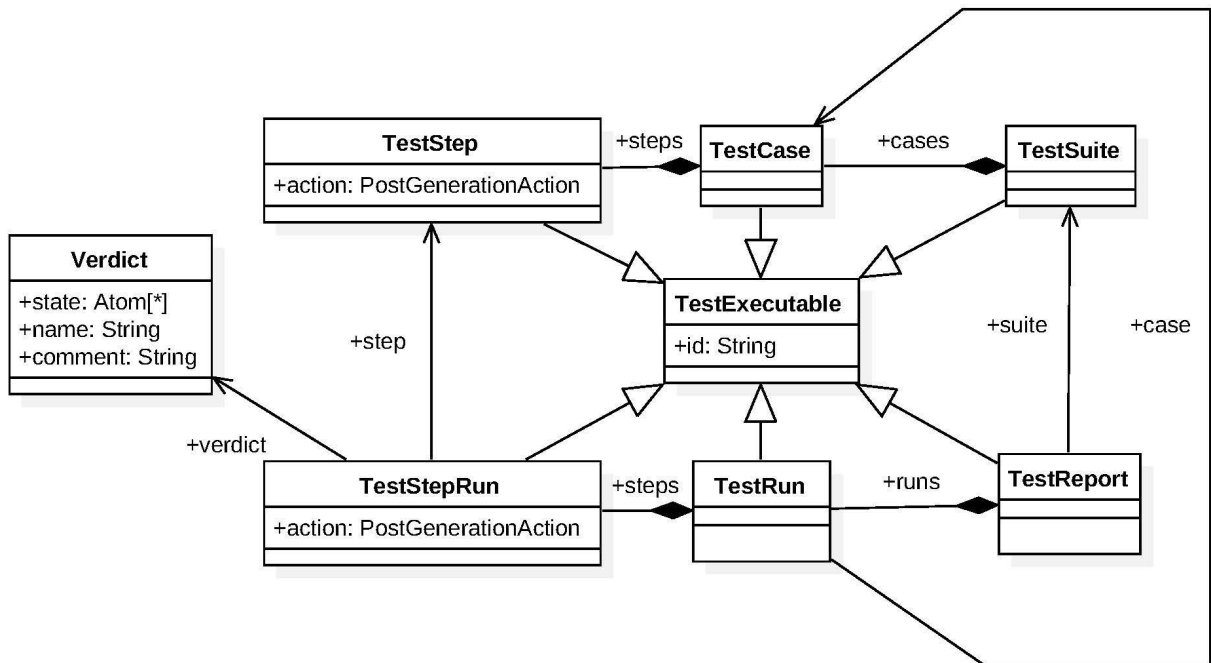 TestStep
+action: PostGenerationAction
+steps
TestCase
+cases
TestSuite
Verdict
+state: Atom[*]
+name: String
+comment: String
+step
TestExecutable
+id: String
+suite
+case
+verdict
TestStepRun
+action: PostGenerationAction
+steps
TestRun
+runs
TestReport